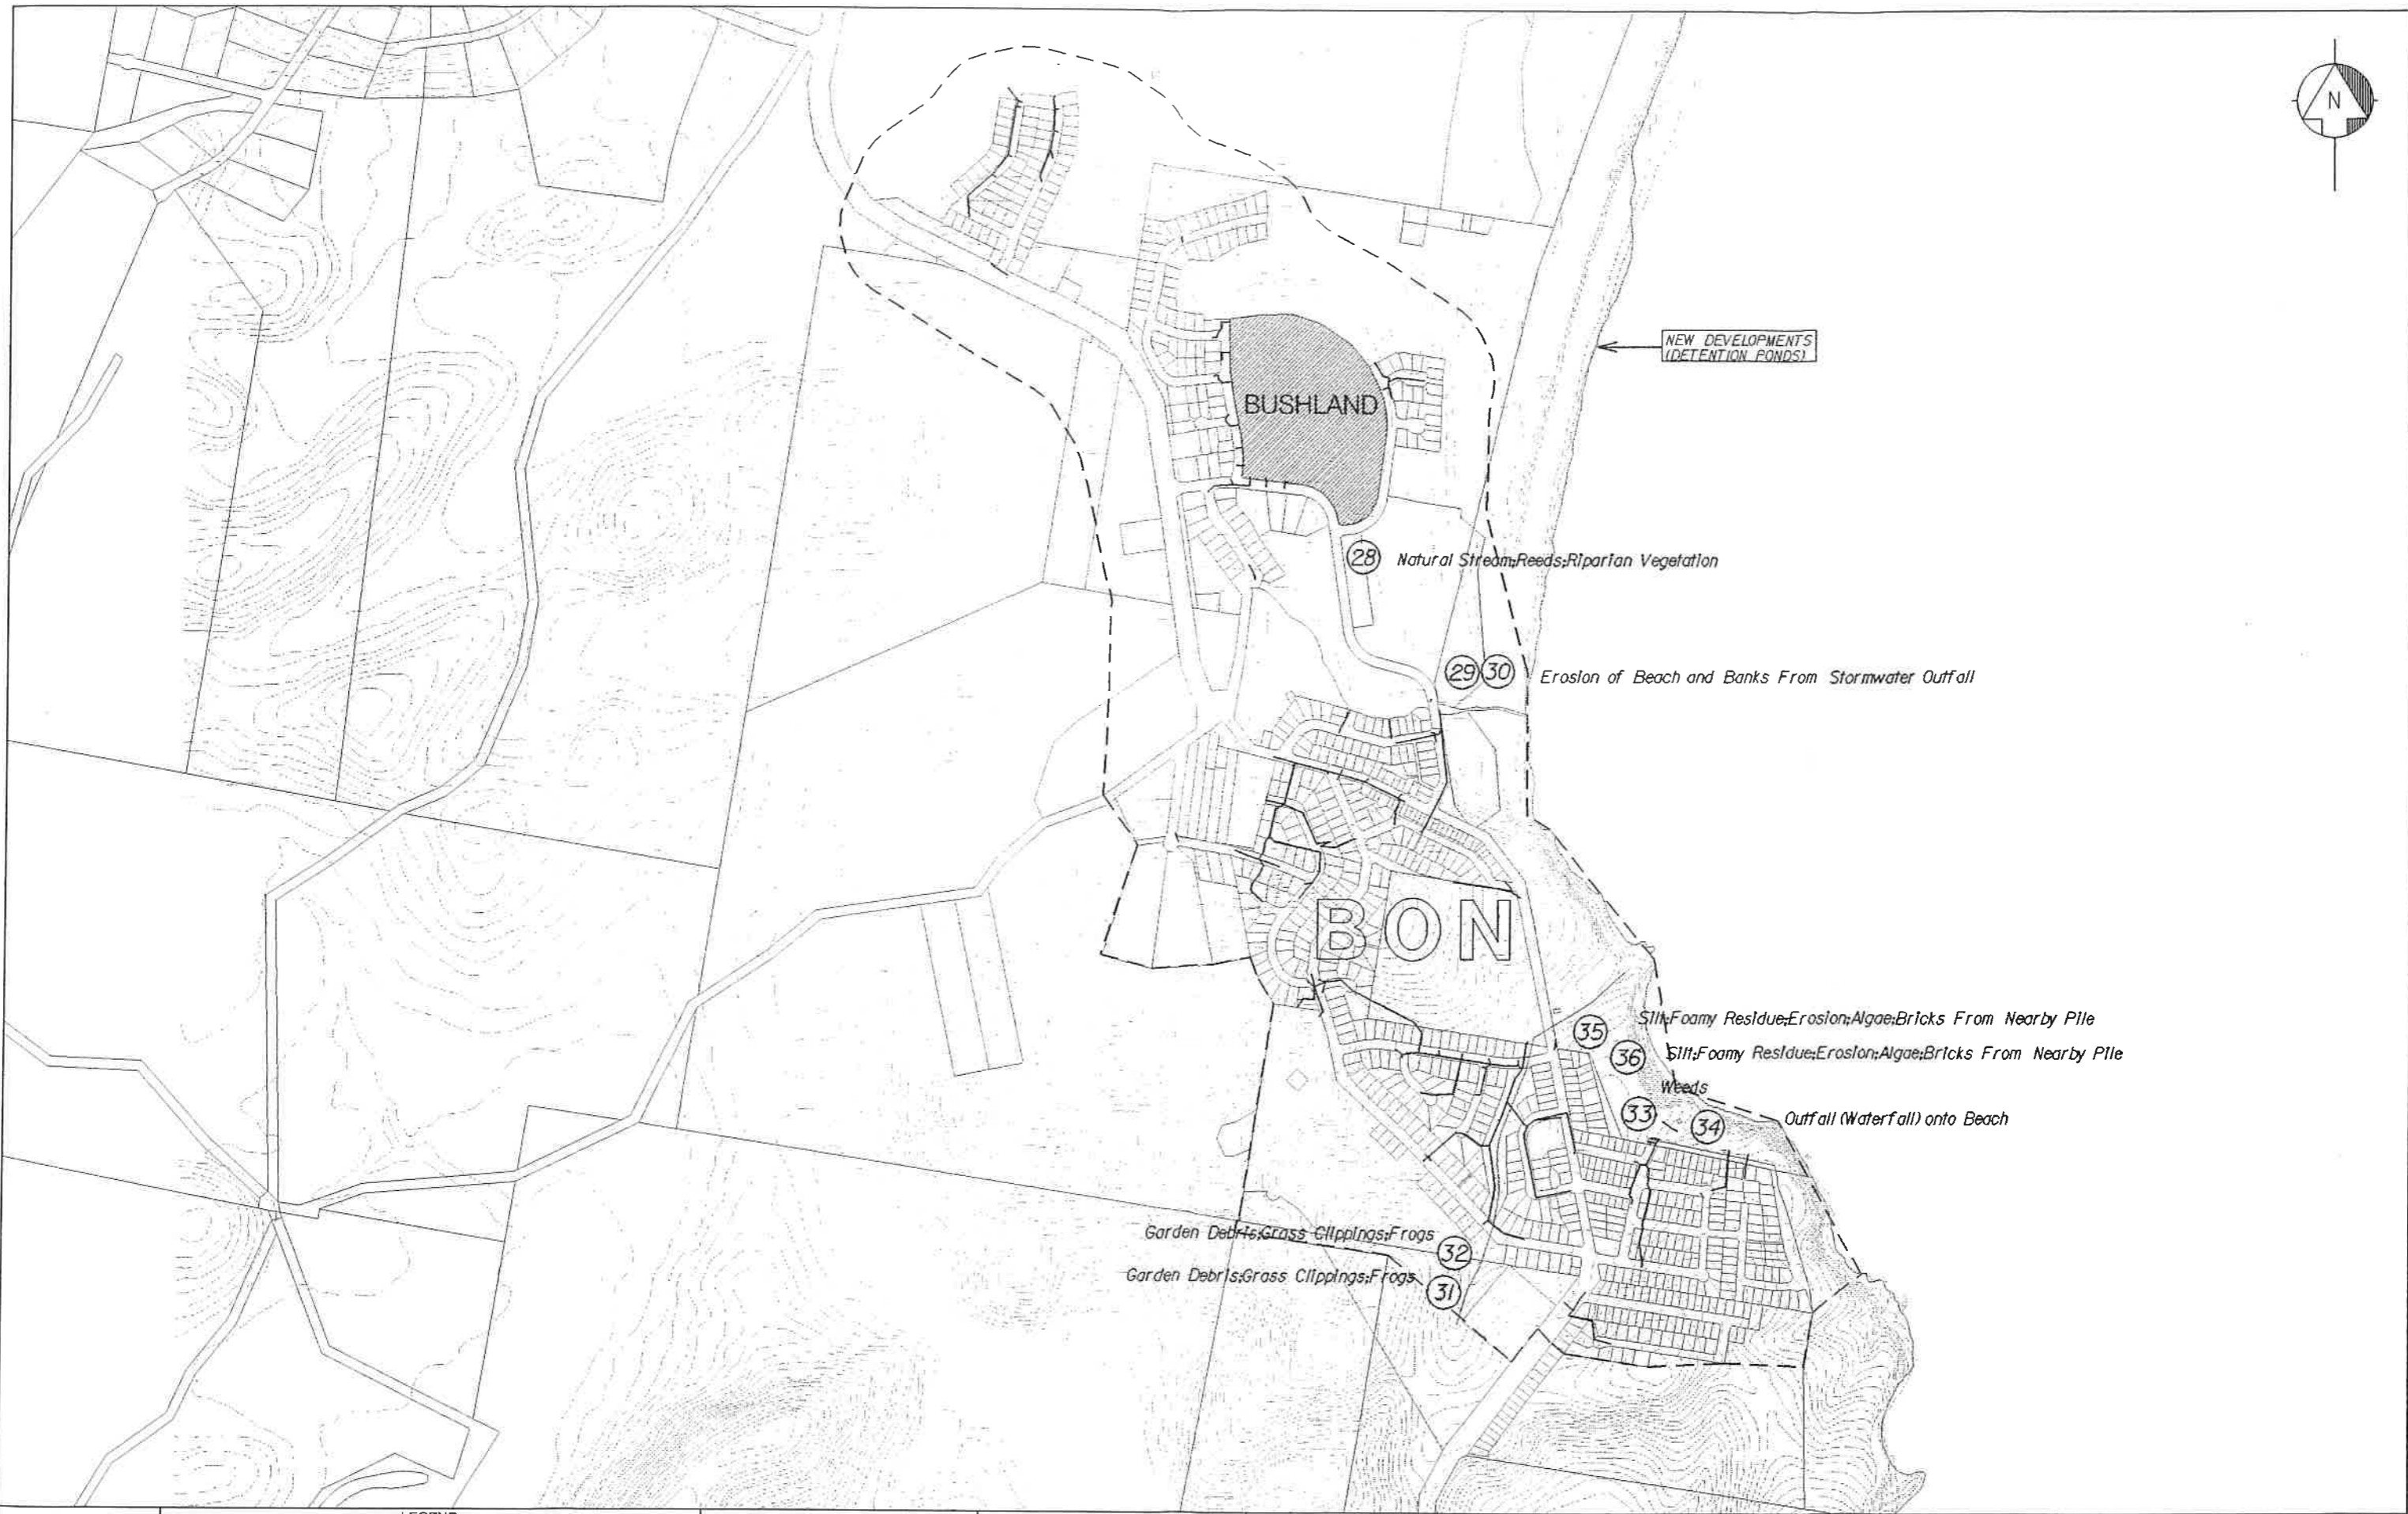 N
NEW DEVELOPMENTS
(DETENTION PONDS)
BUSHLAND
28 Natural Stream;Reeds;Riparian Vegetation
29 30 Erosion of Beach and Banks From Stormwater Outfall
BON
35 Silt;Foamy Residue;Erosion;Algae;Bricks From Nearby Pile
36 Silt;Foamy Residue;Erosion;Algae;Bricks From Nearby Pile
Weeds
33
34 Outfall (Waterfall) onto Beach
Garden Debris;Grass Clippings;Frogs 32
Garden Debris;Grass Clippings;Frogs 31